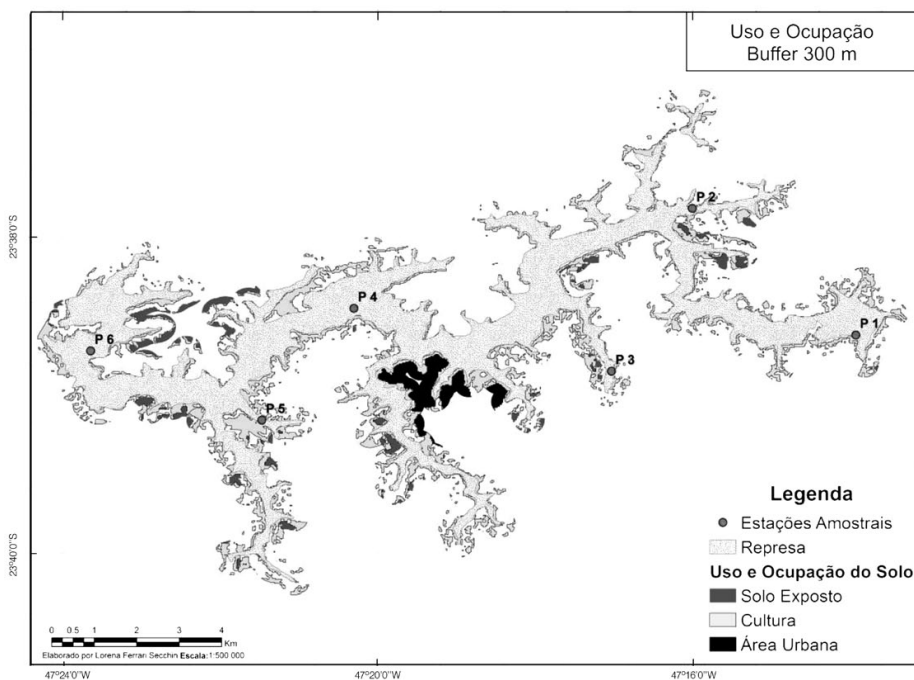 Uso e Ocupação
Buffer 300 m
P 2
23°38'0"S
P 4
P 1
P 6
P 3
P 5
Legenda
Estações Amostrais
Represa
23°40'0"S
Uso e Ocupação do Solo
Solo Exposto
Cultura
Área Urbana
0 0.5 1 2 3 4
Km
Elaborado por Lorena Ferrari Secchin Escala:1:500 000
47°24'0"W 47°20'0"W 47°16'0"W